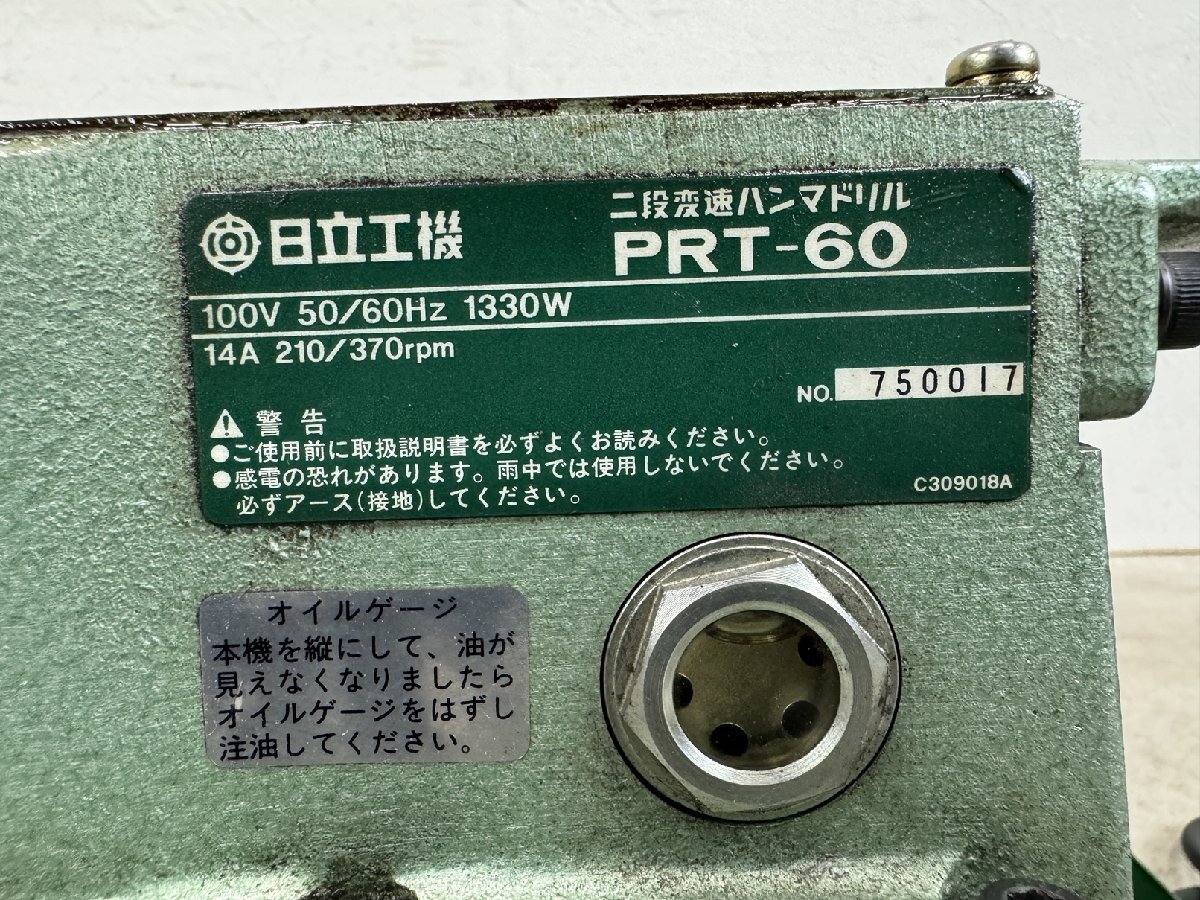 日立工機
二段変速ハンマドリル
PRT-60
100V 50/60Hz 1330W
14A 210/370rpm
NO. 750017
警告
●ご使用前に取扱説明書を必ずよくお読みください。
●感電の恐れがあります。雨中では使用しないでください。
必ずアース(接地)してください。
C309018A
オイルゲージ
本機を縦にして、油が
見えなくなりましたら
オイルゲージをはずし
注油してください。